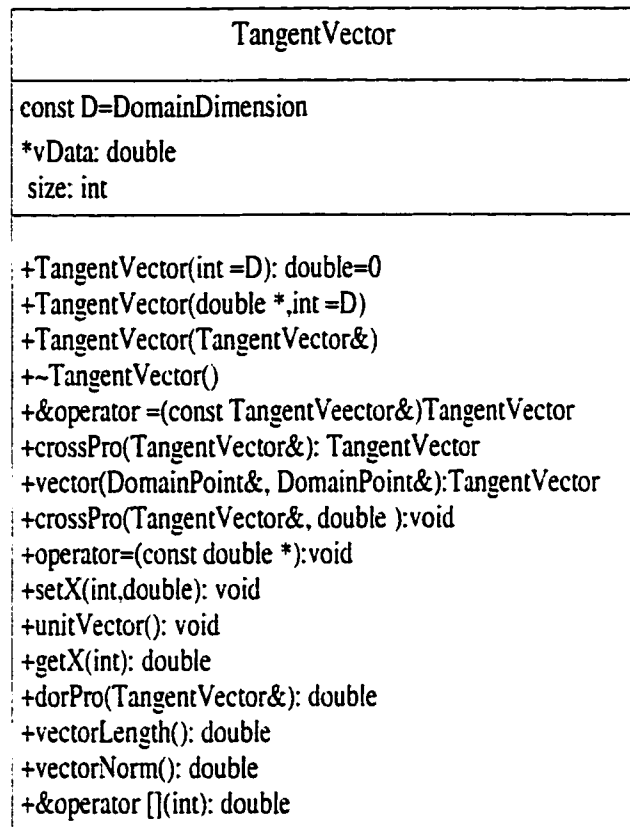 TangentVector
const D=DomainDimension
*vData: double
size: int
+TangentVector(int =D): double=0
+TangentVector(double *,int =D)
+TangentVector(TangentVector&)
+~TangentVector()
+&operator =(const TangentVeector&)TangentVector
+crossPro(TangentVector&): TangentVector
+vector(DomainPoint&, DomainPoint&):TangentVector
+crossPro(TangentVector&, double ):void
+operator=(const double *):void
+setX(int,double): void
+unitVector(): void
+getX(int): double
+dorPro(TangentVector&): double
+vectorLength(): double
+vectorNorm(): double
+&operator [](int): double